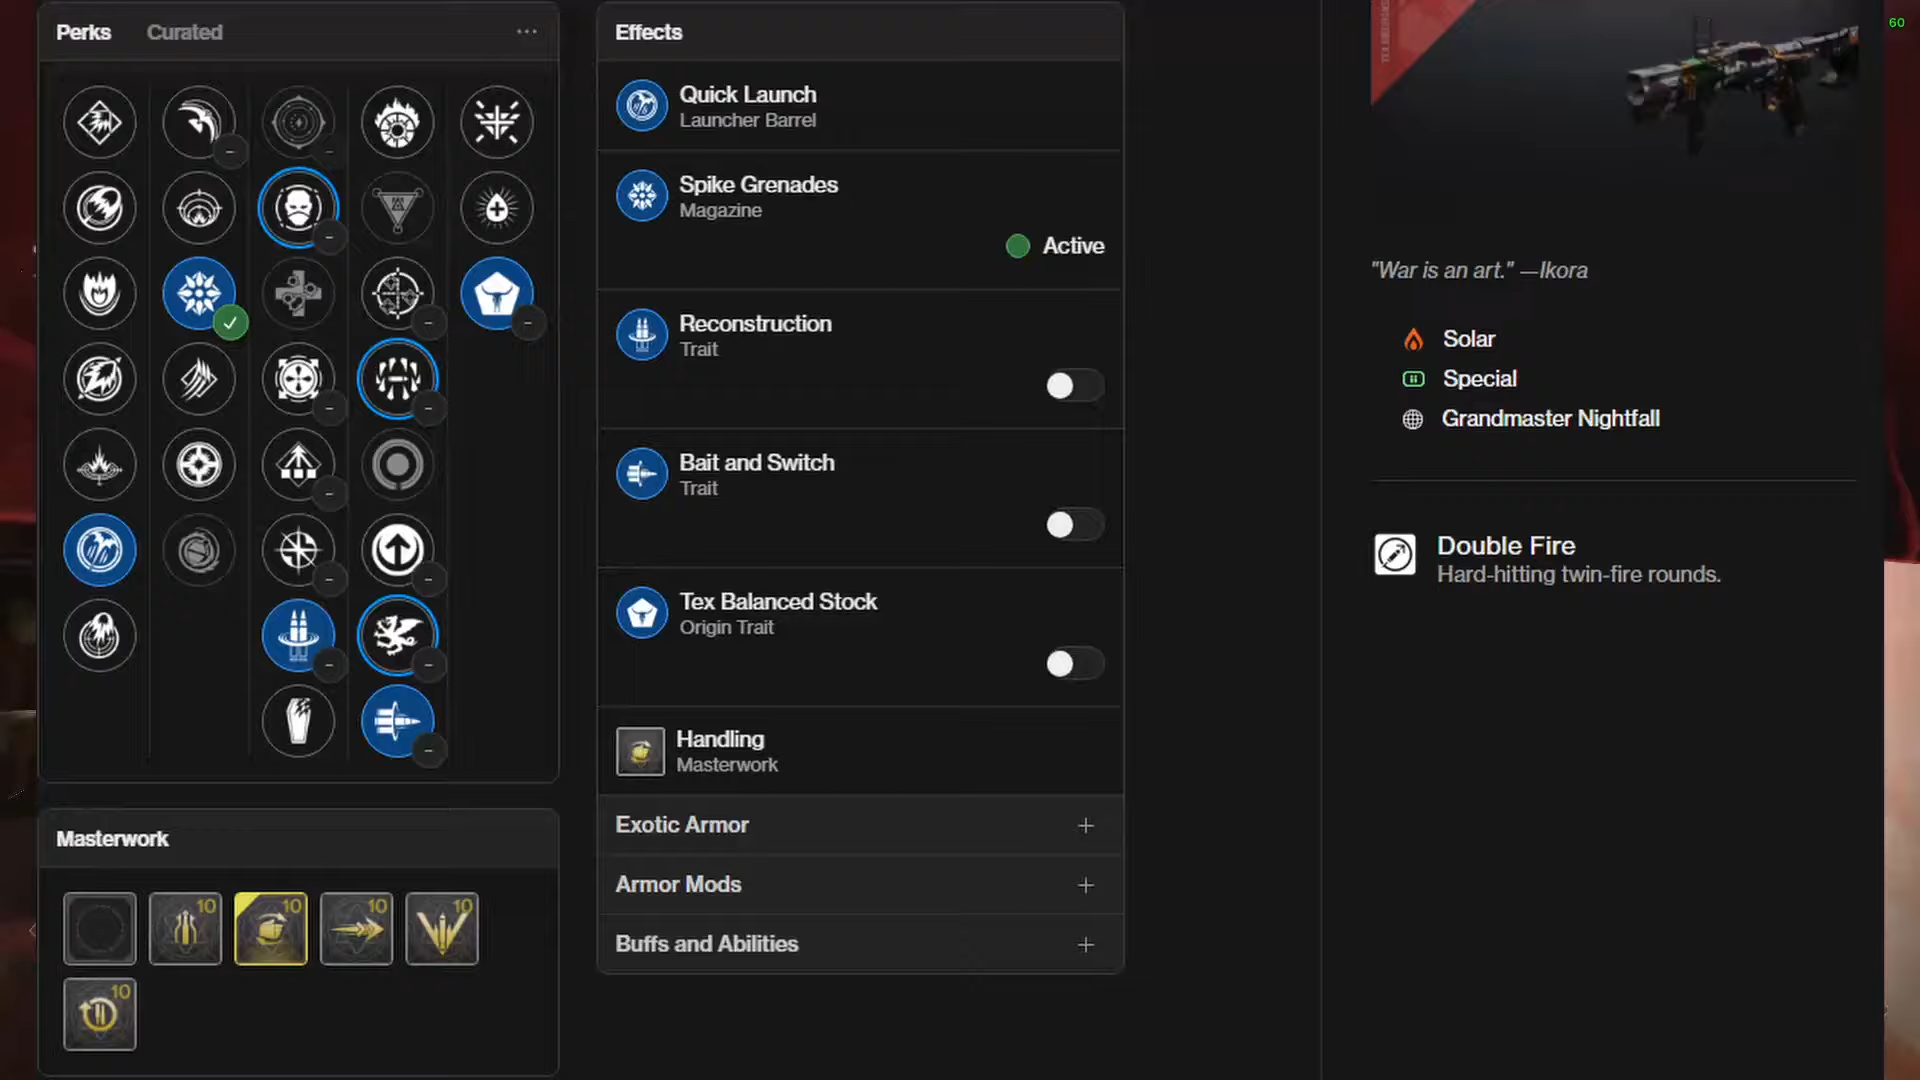 Perks
Curated
Effects
Quick Launch
Launcher Barrel
Spike Grenades
Magazine
Active
Reconstruction
Trait
Bait and Switch
Trait
Tex Balanced Stock
Origin Trait
Handling
Masterwork
Exotic Armor
Armor Mods
Buffs and Abilities
Masterwork
10
10
10
10
10
60
"War is an art." —Ikora
Solar
Special
Grandmaster Nightfall
Double Fire
Hard-hitting twin-fire rounds.